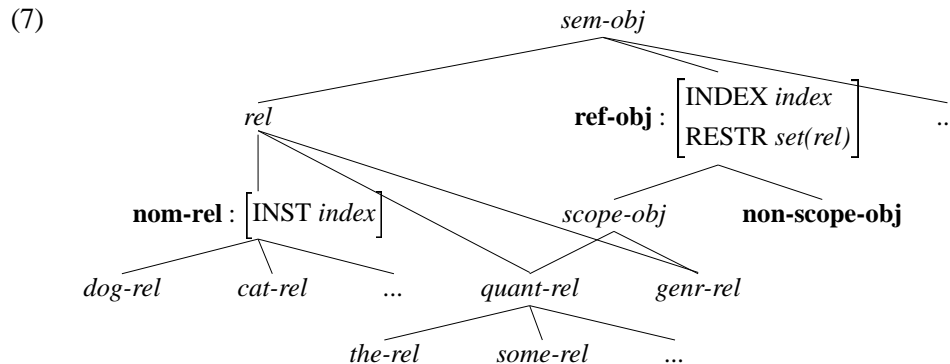 (7)
sem-obj
rel
ref-obj : [INDEX index
RESTR set(rel)]
..
nom-rel : [INST index]
scope-obj non-scope-obj
dog-rel cat-rel ... quant-rel genr-rel
the-rel some-rel ...